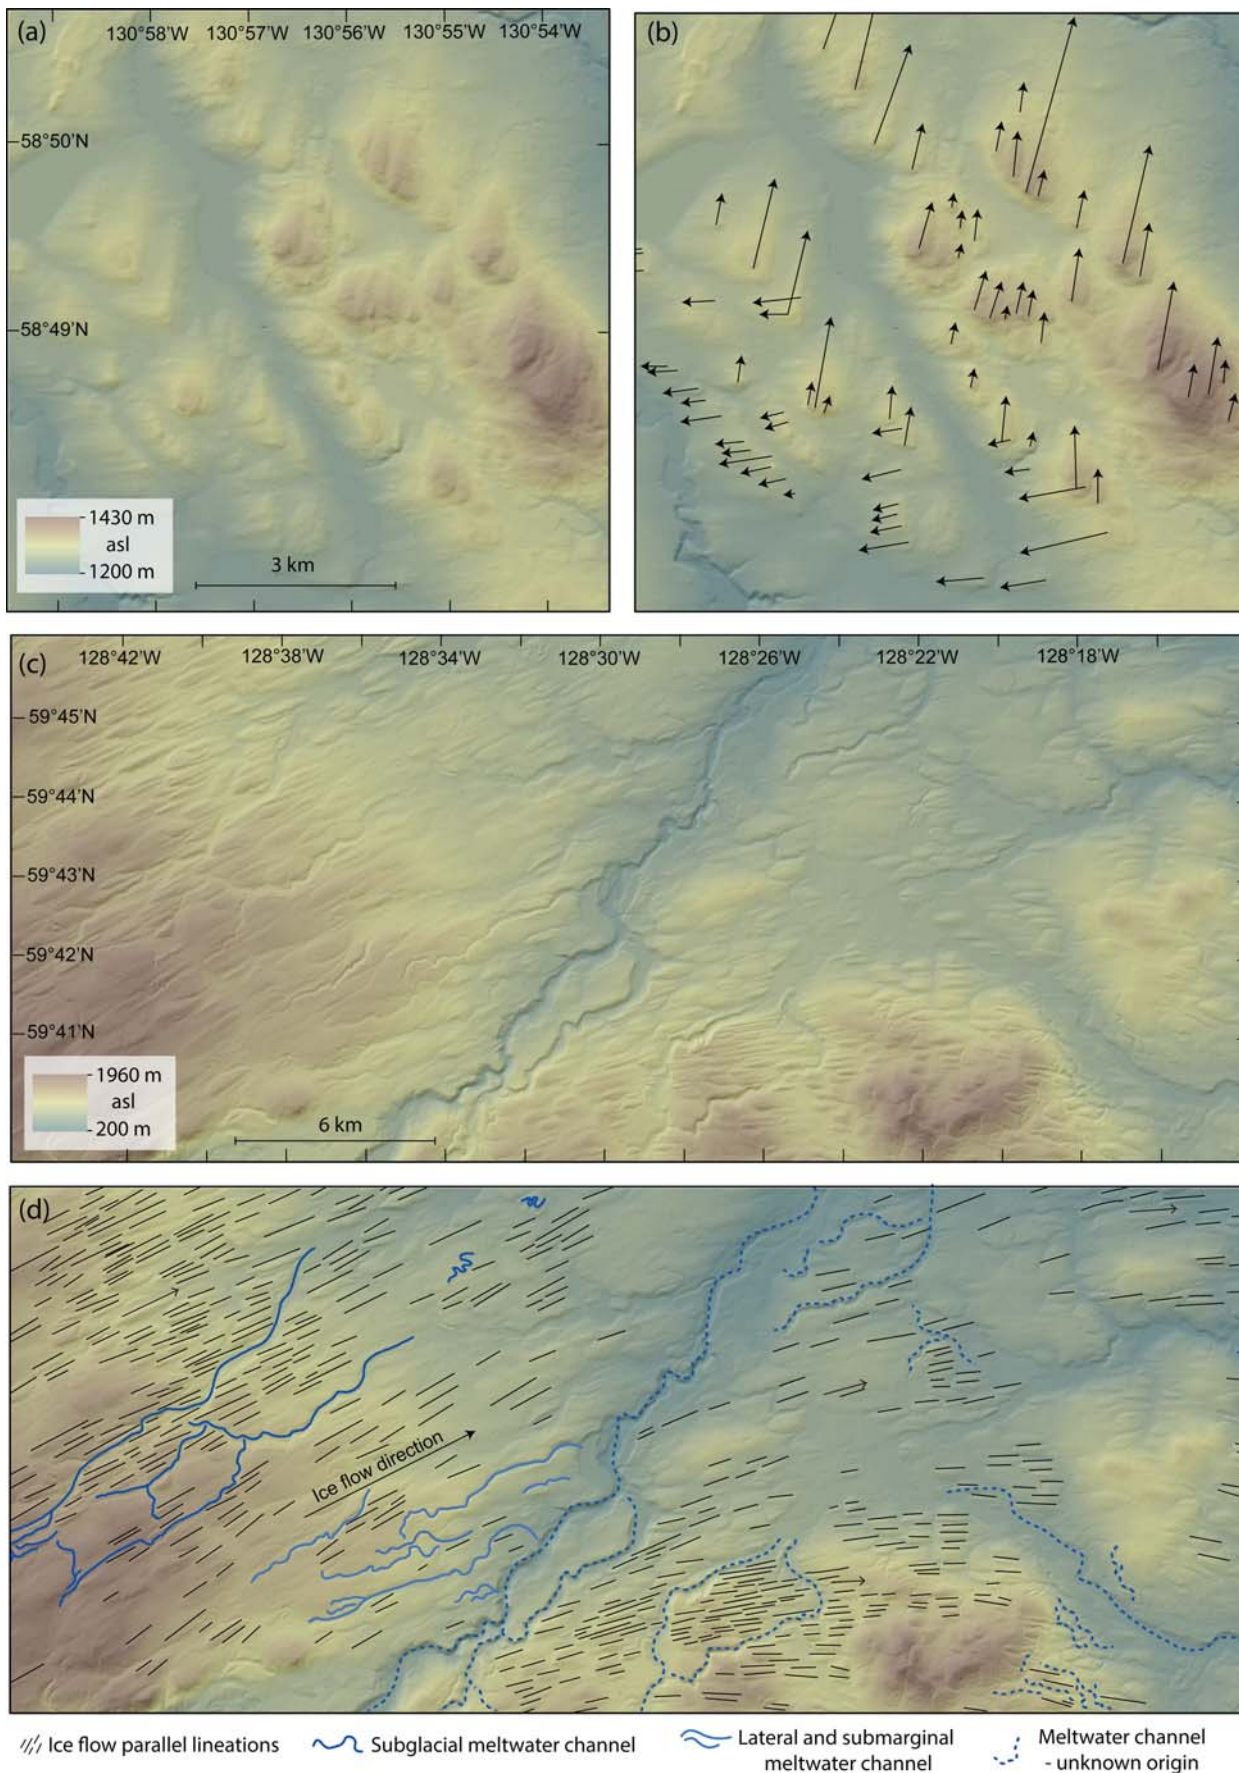 (a)
130°58'W 130°57'W 130°56'W 130°55'W 130°54'W
58°50'N
58°49'N
1430 m
asl
1200 m
3 km
(b)
(c)
128°42'W 128°38'W 128°34'W 128°30'W 128°26'W 128°22'W 128°18'W
59°45'N
59°44'N
59°43'N
59°42'N
59°41'N
1960 m
asl
200 m
6 km
(d)
Ice flow direction
Ice flow parallel lineations
Subglacial meltwater channel
Lateral and submarginal
meltwater channel
Meltwater channel
- unknown origin